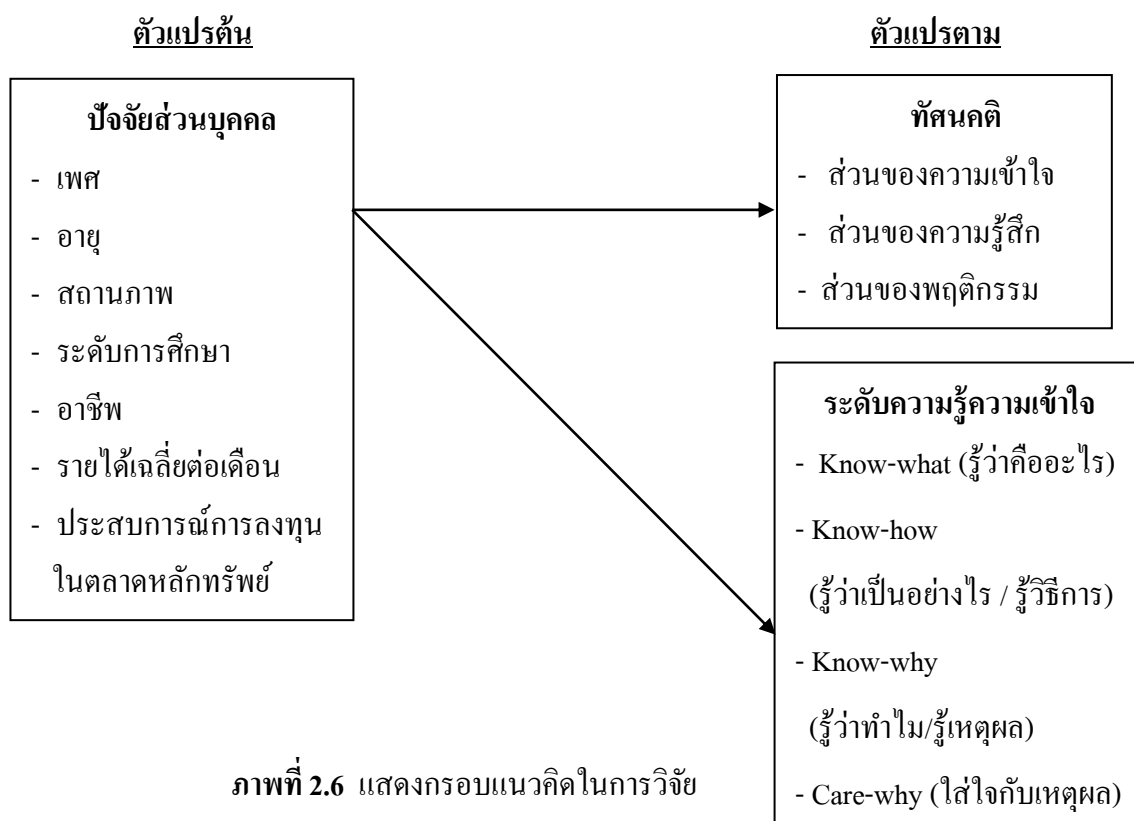 ตัวแปรต้น
ปัจจัยส่วนบุคคล
- เพศ
- อายุ
- สถานภาพ
- ระดับการศึกษา
- อาชีพ
- รายได้เฉลี่ยต่อเดือน
- ประสบการณ์การลงทุน
ในตลาดหลักทรัพย์
ตัวแปรตาม
ทัศนคติ
- ส่วนของความเข้าใจ
- ส่วนของความรู้สึก
- ส่วนของพฤติกรรม
ระดับความรู้ความเข้าใจ
- Know-what (รู้ว่าคืออะไร)
- Know-how
(รู้ว่าเป็นอย่างไร / รู้วิธีการ)
- Know-why
(รู้ว่าทำไม/รู้เหตุผล)
- Care-why (ใส่ใจกับเหตุผล)
ภาพที่ 2.6 แสดงกรอบแนวคิดในการวิจัย